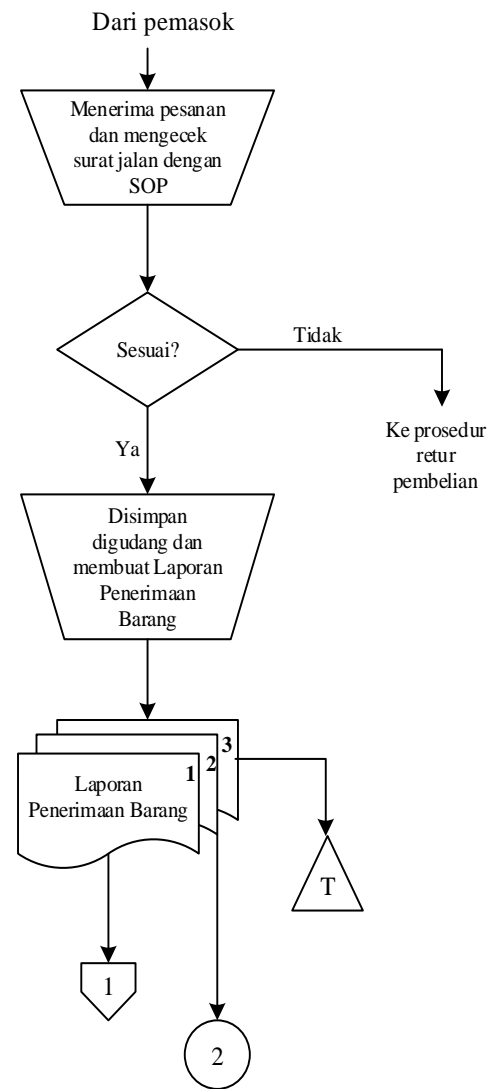 Dari pemasok
Menerima pesanan
dan mengecek
surat jalan dengan
SOP
Sesuai?
Tidak
Ke prosedur
retur
pembelian
Ya
Disimpan
digudang dan
membuat Laporan
Penerimaan
Barang
3
2
1
Laporan
Penerimaan Barang
T
1
2